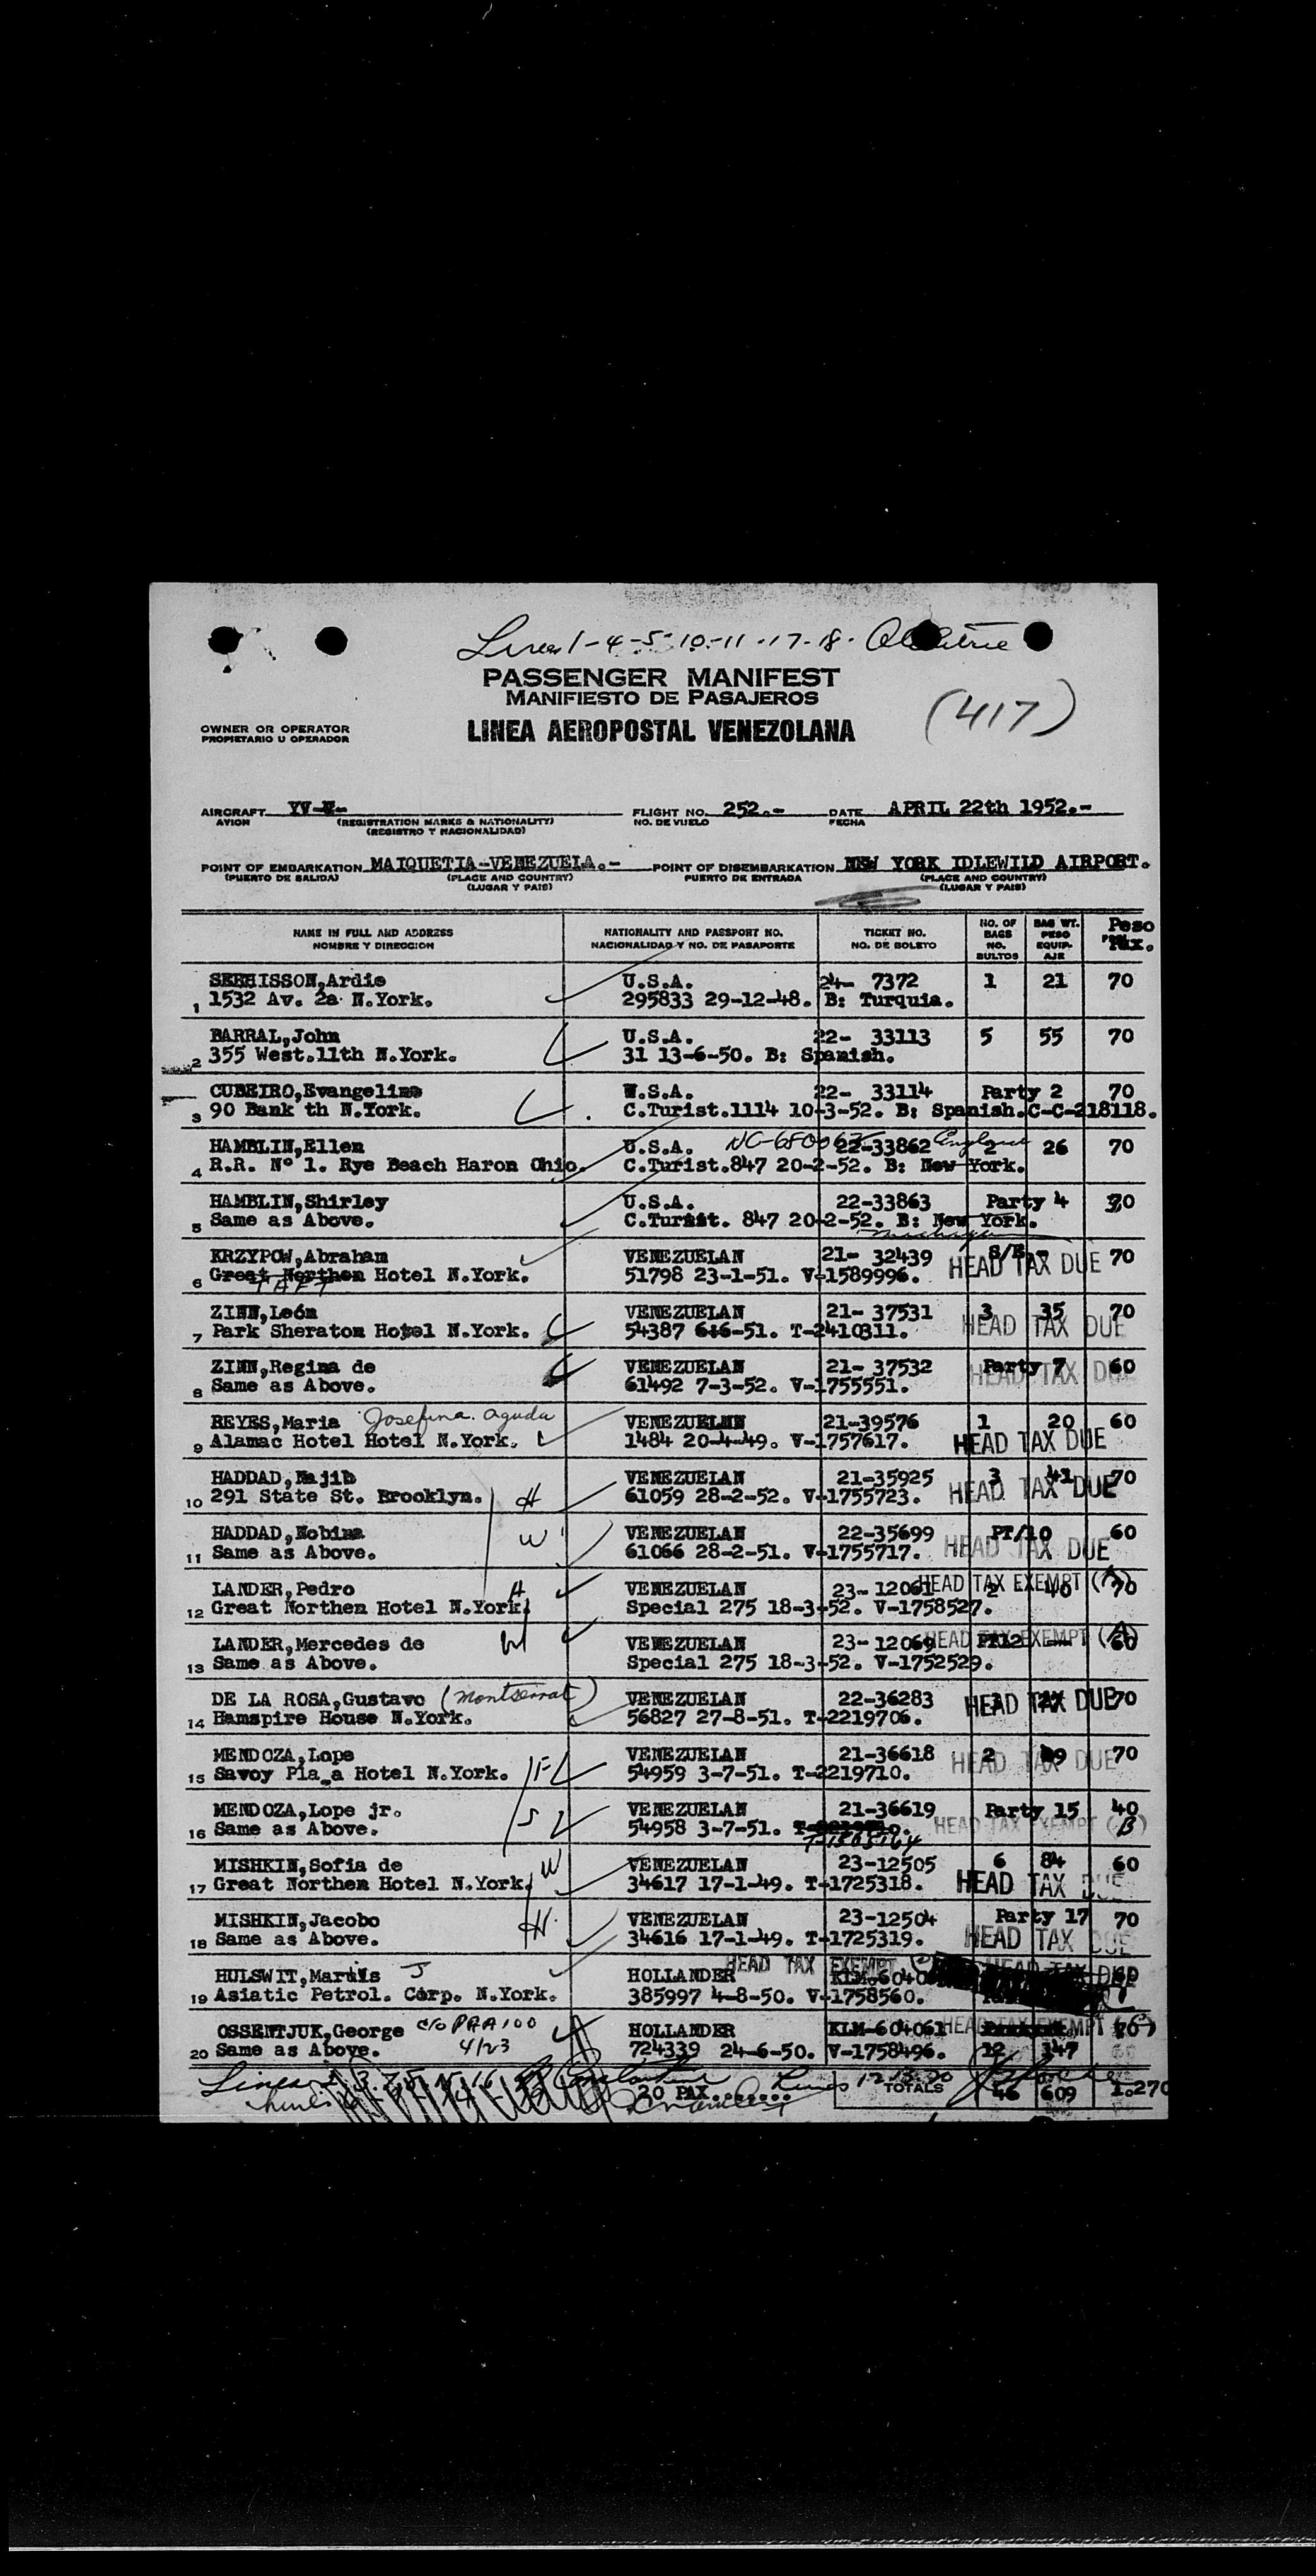 Lines 1-4-5-10-11-17-18.
PASSENGER MANIFEST
MANIFIESTO DE PASAJEROS
(417)
OWNER OR OPERATOR
PROPIETARIO U OPERADOR
LINEA AEROPOSTAL VENEZOLANA
AIRCRAFT YV- FLIGHT NO. 252.- DATE APRIL 22th 1952.-
AVION (REGISTRATION MARKS & NATIONALITY) NO. DE VUELO FECHA
(REGISTRO Y NACIONALIDAD)
POINT OF EMBARKATION MAIQUETIA-VENEZUELA.- POINT OF DISEMBARKATION NEW YORK IDLEWILD AIRPORT.
(PUERTO DE SALIDA) (PLACE AND COUNTRY) PUERTO DE ENTRADA (PLACE AND COUNTRY)
(LUGAR Y PAIS) (LUGAR Y PAIS)
NAME IN FULL AND ADDRESS NATIONALITY AND PASSPORT NO. TICKET NO. NO. OF BAGS BAG WT. Peso
NOMBRE Y DIRECCION NACIONALIDAD Y NO. DE PASAPORTE NO. DE BOLETO NO. BULTOS PESO EQUIP-AJE Pax.
Ardis U.S.A. 24- 7372 1 21 70
1 1532 Av. 2a N.York. 295833 29-12-48. B: Turquia.
BARRAL,John U.S.A. 22- 33113 5 55 70
2 355 West.11th N.York. 31 13-6-50. B: Spanish.
CUBEIRO,Evangeline U.S.A. 22- 33114 Party 2 70
3 90 Bank th N.York. C.Turist.1114 10-3-52. B: Spanish.C-C-218118.
HAMBLIN,Ellen U.S.A. 22-33862 England 2 26 70
4 R.R. Nº 1. Rye Beach Haron Ohio. C.Turist.847 20-2-52. B: New York.
HAMBLIN,Shirley U.S.A. 22-33863 Party 4 70
5 Same as Above. C.Turist. 847 20-2-52. B: New York.
Michigan
KRZYPOW,Abraham VENEZUELAN 21- 32439 S/E - 70
6 Great Northen Hotel N.York. 51798 23-1-51. V-1589996. HEAD TAX DUE
TAFT
ZINN,León VENEZUELAN 21- 37531 3 35 70
7 Park Sheraton Hotel N.York. 54387 6-6-51. T-2410311. HEAD TAX DUE
ZINN,Regina de VENEZUELAN 21- 37532 Party 7 60
8 Same as Above. 61492 7-3-52. V-1755551. HEAD TAX DUE
REYES,Maria Josefina VENEZUELAN 21-39576 1 20 60
9 Alamac Hotel Hotel N.York. 1484 20-4-49. V-1757617. HEAD TAX DUE
HADDAD,Najib VENEZUELAN 21-35925 3 41 70
10 291 State St. Brooklyn. H 61059 28-2-52. V-1755723. HEAD TAX DUE
HADDAD,Nobina VENEZUELAN 22-35699 PT/10 60
11 Same as Above. W 61066 28-2-51. V-1755717. HEAD TAX DUE
LANDER,Pedro H VENEZUELAN 23-12061 HEAD TAX EXEMPT (A) 2 40 70
12 Great Northen Hotel N.York. Special 275 18-3-52. V-1758527.
LANDER,Mercedes de W VENEZUELAN 23-12069 HEAD TAX EXEMPT (A) PT12 60
13 Same as Above. Special 275 18-3-52. V-1752529.
DE LA ROSA,Gustavo (Montserrat) VENEZUELAN 22-36283 HEAD TAX DUE 70
14 Hamspire House N.York. 56827 27-8-51. T-2219706.
MENDOZA,Lope VENEZUELAN 21-36618 2 70
15 Savoy Pla_a Hotel N.York. F 54959 3-7-51. T-2219710. HEAD TAX DUE
MENDOZA,Lope jr. VENEZUELAN 21-36619 Party 15 40
16 Same as Above. S 54958 3-7-51. HEAD TAX EXEMPT (B)
T-1505164
MISHKIN,Sofia de W VENEZUELAN 23-12505 6 84 60
17 Great Northen Hotel N.York. 34617 17-1-49. T-1725318. HEAD TAX DUE
MISHKIN,Jacobo VENEZUELAN 23-12504 Party 17 70
18 Same as Above. H 34616 17-1-49. T-1725319. HEAD TAX DUE
HEAD TAX EXEMPT
HULSWIT, J HOLLANDER HEAD TAX DUE
19 Asiatic Petrol. Corp. N.York. 385997 4-8-50. V-1758560.
OSSENTJUK,George c/o PAA 100 HOLLANDER KLM-604061 HEAD TAX EXEMPT
20 Same as Above. 4/23 724339 24-6-50. V-1758496. 12 147
20 PAX....... TOTALS 46 609 1.270